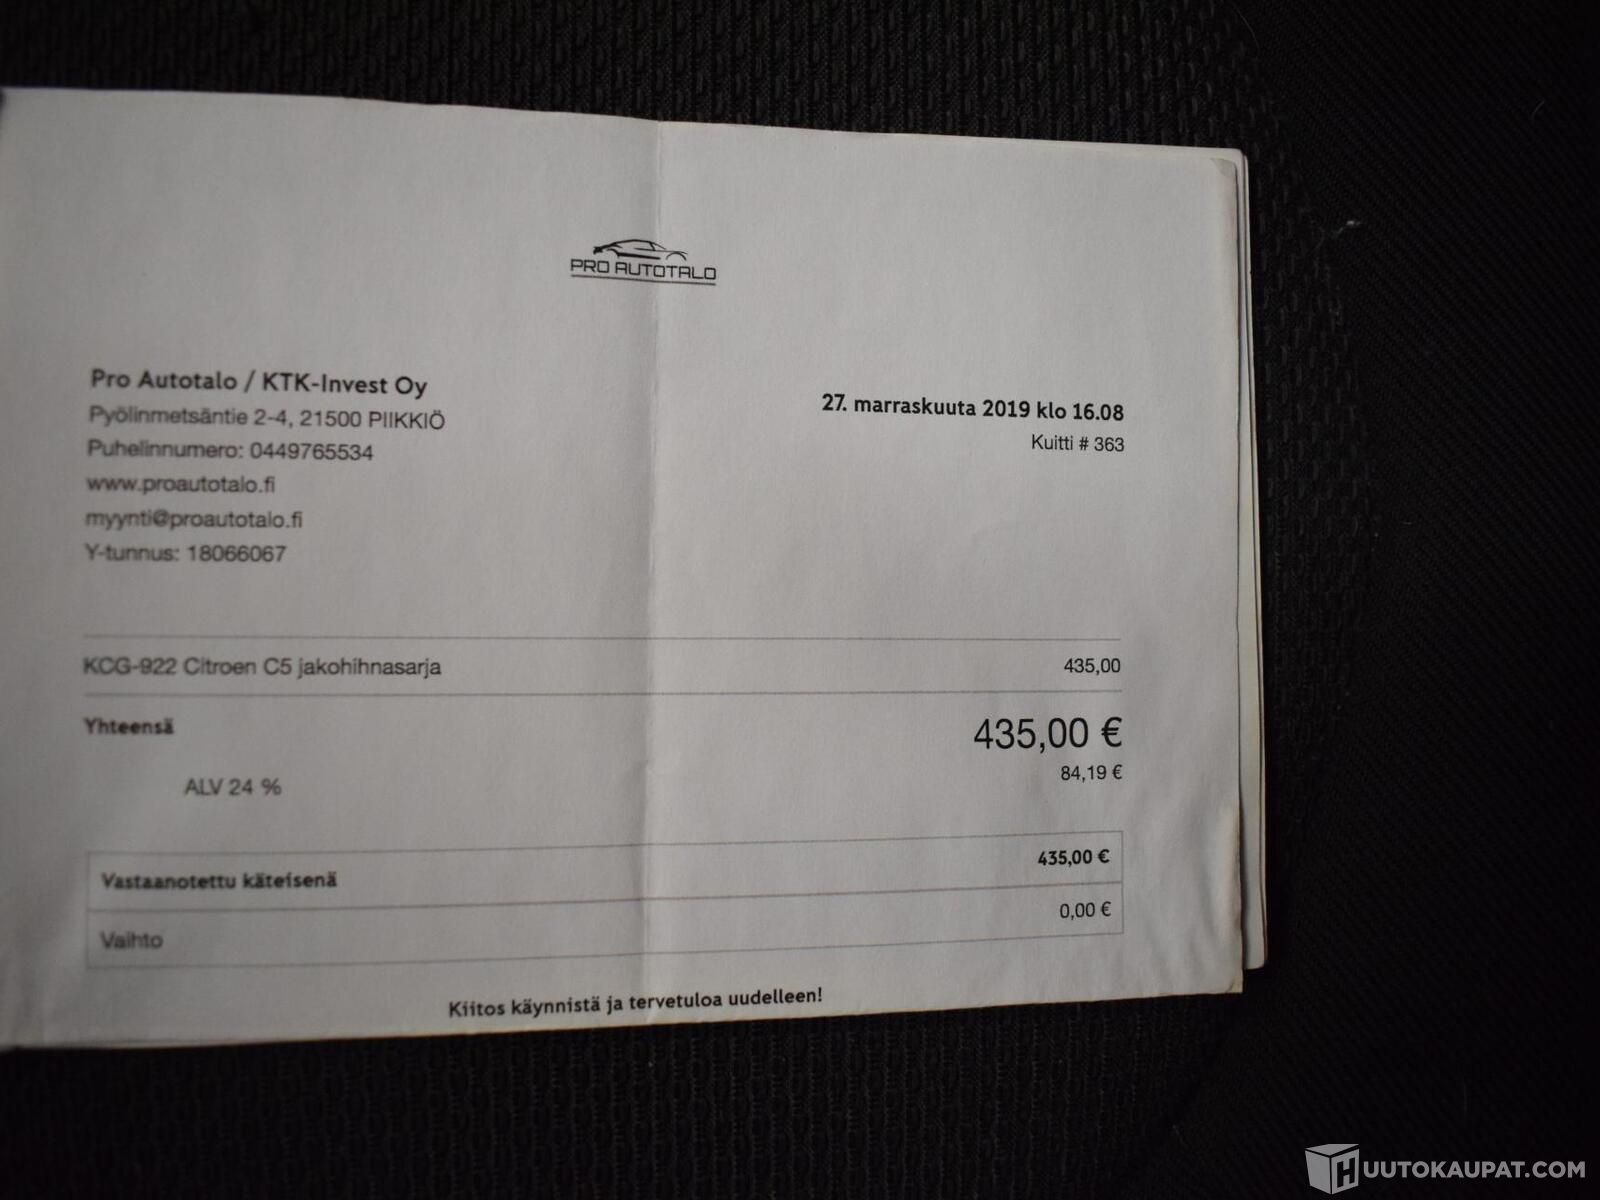 PRO AUTOTALO
Pro Autotalo / KTK-Invest Oy
Pyölinmetsäntie 2-4, 21500 PIIKKIÖ
Puhelinnumero: 0449765534
www.proautotalo.fi
myynti@proautotalo.fi
Y-tunnus: 18066067
27. marraskuuta 2019 klo 16.08
Kuitti # 363
KCG-922 Citroen C5 jakohihnasarja 435,00
Yhteensä 435,00 €
ALV 24 % 84,19 €
Vastaanotettu käteisenä 435,00 €
Vaihto 0,00 €
Kiitos käynnistä ja tervetuloa uudelleen!
HUUTOKAUPAT.COM